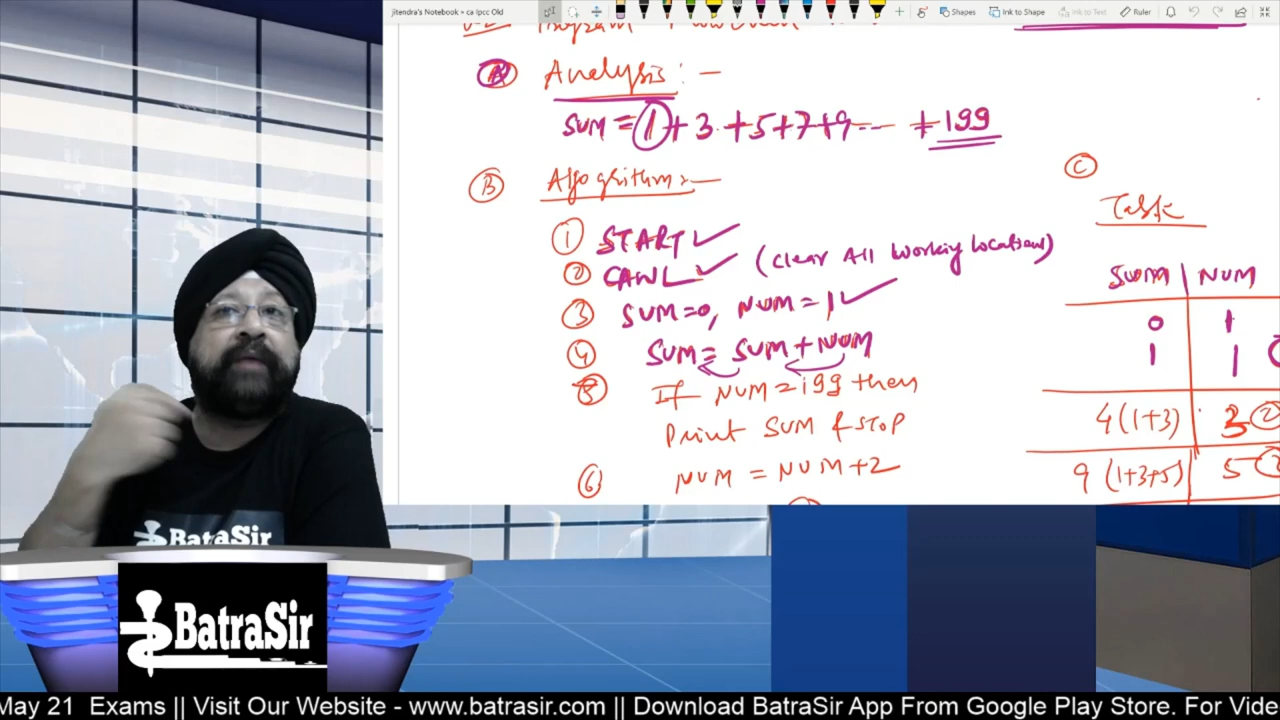 jitendra's Notebook » ca Ipcc Old
Shapes
Ink to Shape
Ink to Text
Ruler
Program
A Analysis: -
SUM = 1 + 3 + 5 + 7 + 9 --- + 199
B Algorithm: -
1 START
2 CAWL (Clear All Working Locations)
3 SUM=0, NUM=1
4 SUM = SUM + NUM
5 If NUM = 199 then
Print SUM & STOP
6 NUM = NUM + 2
C
Task
SUM | NUM
0 1
1 1
4 (1+3) 3 2
9 (1+3+5) 5
BatraSir
BatraSir
May 21 Exams || Visit Our Website - www.batrasir.com || Download BatraSir App From Google Play Store. For Vide